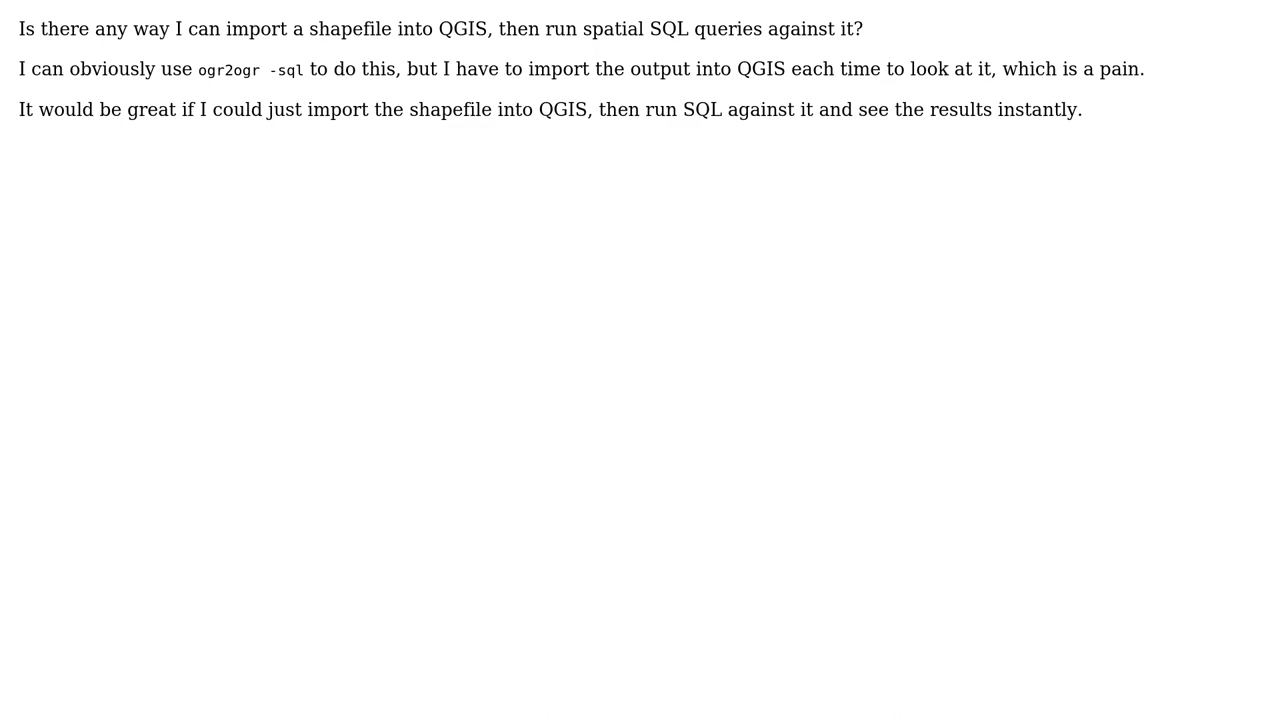 Is there any way I can import a shapefile into QGIS, then run spatial SQL queries against it?
I can obviously use ogr2ogr -sql to do this, but I have to import the output into QGIS each time to look at it, which is a pain.
It would be great if I could just import the shapefile into QGIS, then run SQL against it and see the results instantly.